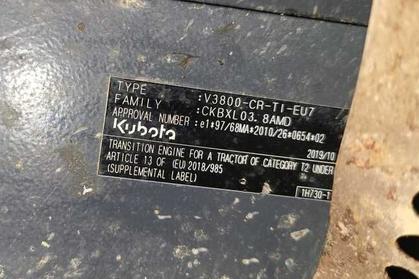 TYPE :V3800-CR-TI-EU7
FAMILY :CKBXL03.8AMD
APPROVAL NUMBER :e1*97/68MA*2010/26*0654*02
Kubota 2019/10
TRANSITION ENGINE FOR A TRACTOR OF CATEGORY T2 UNDER
ARTICLE 13 OF (EU)2018/985
(SUPPLEMENTAL LABEL) 1H730-1